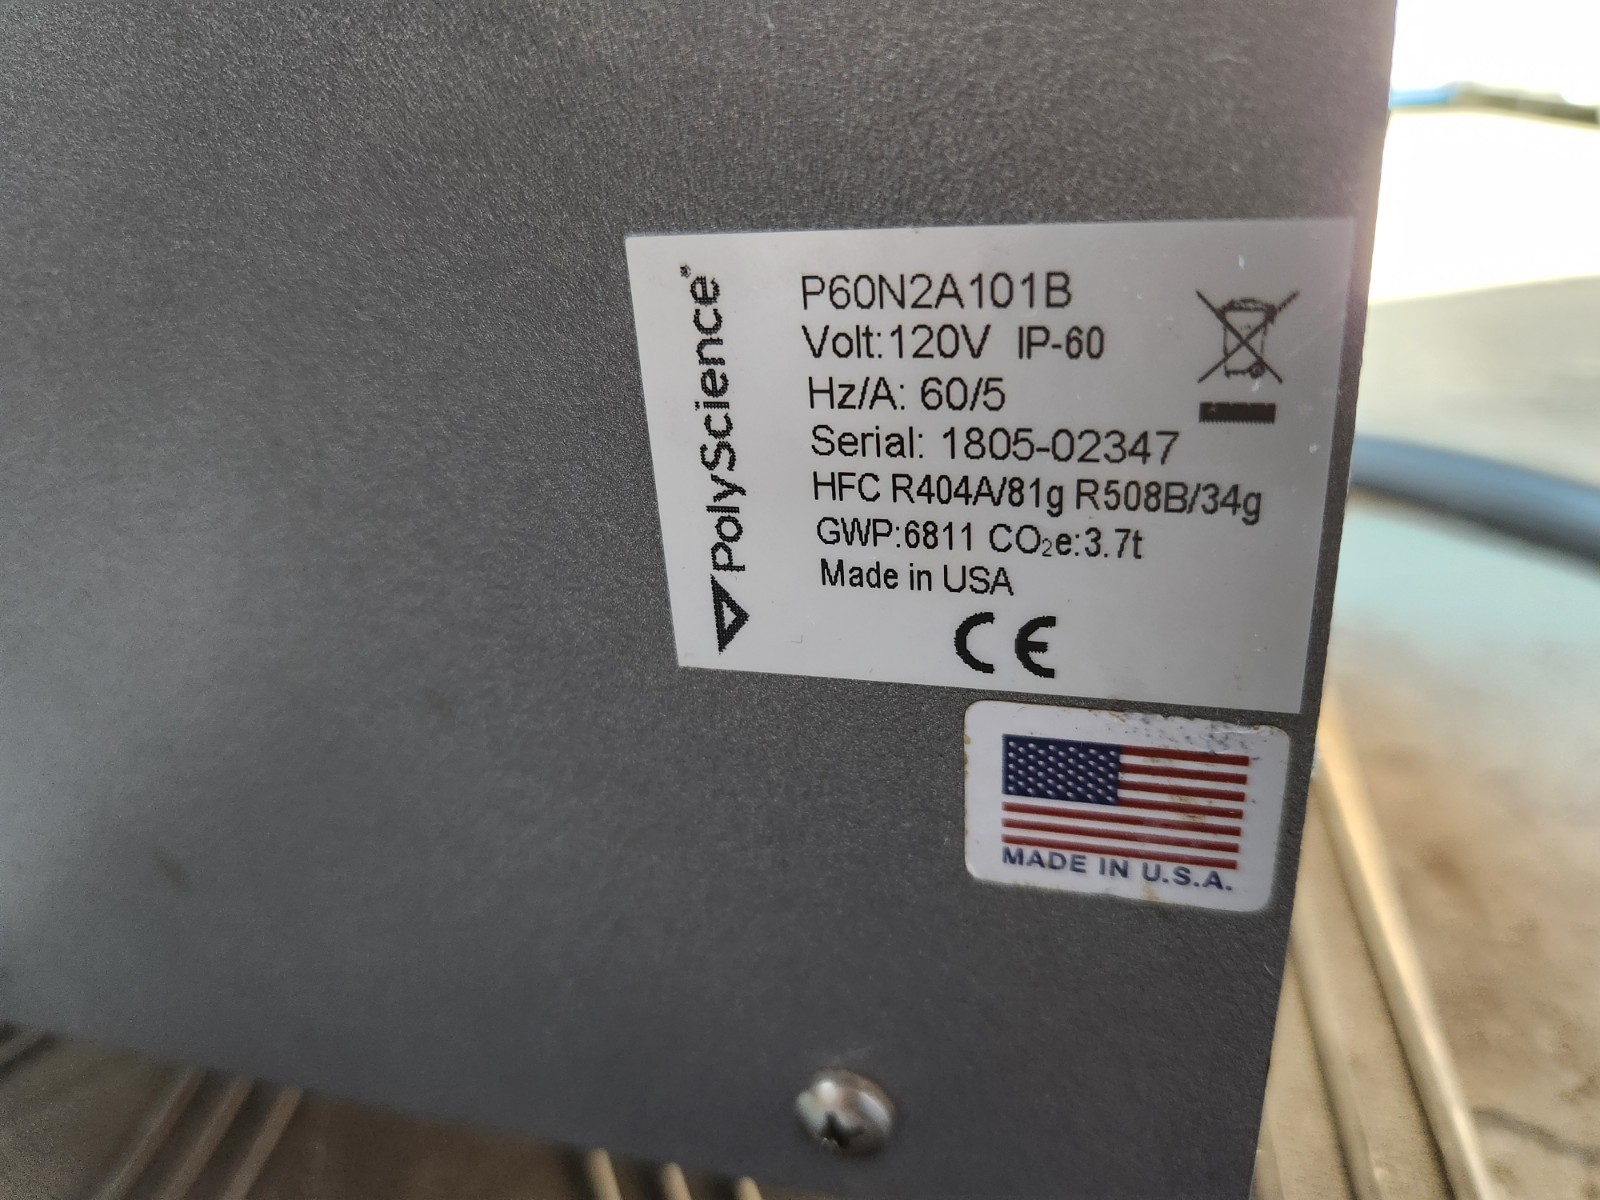 PolyScience®
P60N2A101B
Volt:120V IP-60
Hz/A: 60/5
Serial: 1805-02347
HFC R404A/81g R508B/34g
GWP:6811 CO₂e:3.7t
Made in USA
CE
MADE IN U.S.A.